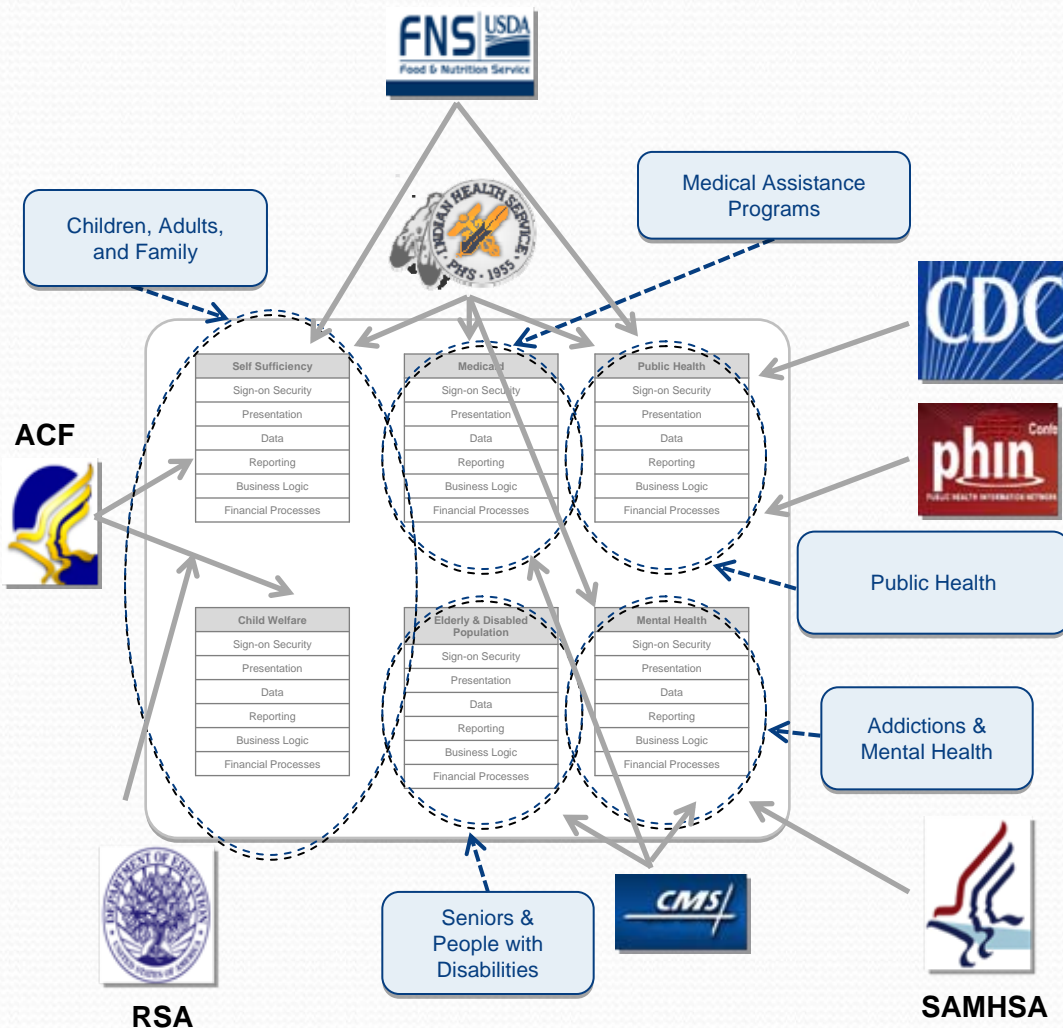 FNS USDA
Food & Nutrition Service
INDIAN HEALTH SERVICE
PHS - 1955
Medical Assistance
Programs
Children, Adults,
and Family
CDC
Confe
phin
PUBLIC HEALTH INFORMATION NETWORK
ACF
Self Sufficiency
Sign-on Security
Presentation
Data
Reporting
Business Logic
Financial Processes
Medicaid
Sign-on Security
Presentation
Data
Reporting
Business Logic
Financial Processes
Public Health
Sign-on Security
Presentation
Data
Reporting
Business Logic
Financial Processes
Public Health
Child Welfare
Sign-on Security
Presentation
Data
Reporting
Business Logic
Financial Processes
Elderly & Disabled
Population
Sign-on Security
Presentation
Data
Reporting
Business Logic
Financial Processes
Mental Health
Sign-on Security
Presentation
Data
Reporting
Business Logic
Financial Processes
Addictions &
Mental Health
DEPARTMENT OF EDUCATION
UNITED STATES OF AMERICA
RSA
Seniors &
People with
Disabilities
CMS
SAMHSA